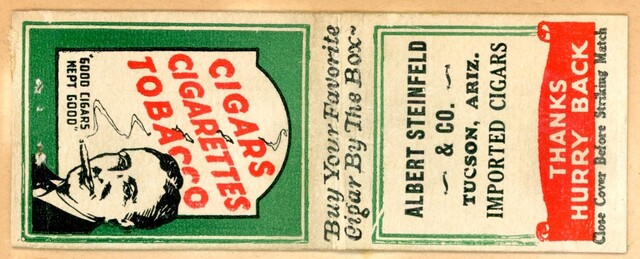 CIGARS
CIGARETTES
TOBACCO
"GOOD CIGARS
KEPT GOOD"
Buy Your Favorite
Cigar By The Box~
ALBERT STEINFELD
& CO.
TUCSON, ARIZ.
IMPORTED CIGARS
THANKS
HURRY BACK
Close Cover Before Striking Match